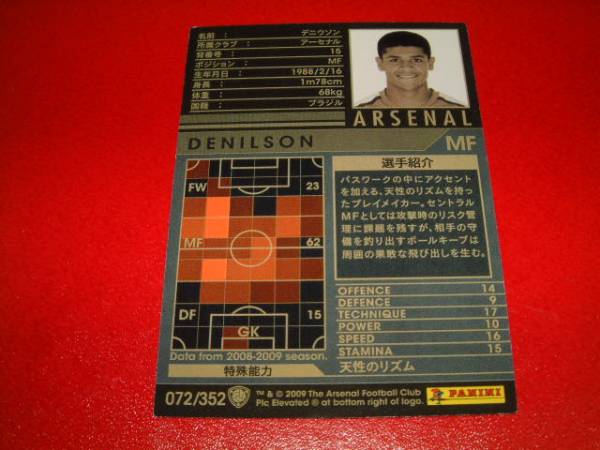 名前 : デニウソン
所属クラブ : アーセナル
背番号 : 15
ポジション : MF
生年月日 : 1988/2/16
身長 : 1m78cm
体重 : 68kg
国籍 : ブラジル
ARSENAL
DENILSON MF
FW 23
MF 62
DF 15
GK
Data from 2008-2009 season.
特殊能力
選手紹介
パスワークの中にアクセント
を加える、天性のリズムを持っ
たプレイメイカー。セントラル
MFとしては攻撃時のリスク管
理に課題を残すが、相手の守
備を釣り出すボールキープは
周囲の果敢な飛び出しを生む。
OFFENCE 14
DEFENCE 9
TECHNIQUE 17
POWER 10
SPEED 16
STAMINA 15
天性のリズム
072/352
TM & © 2009 The Arsenal Football Club
Plc Elevated ® at bottom right of logo.
PANINI